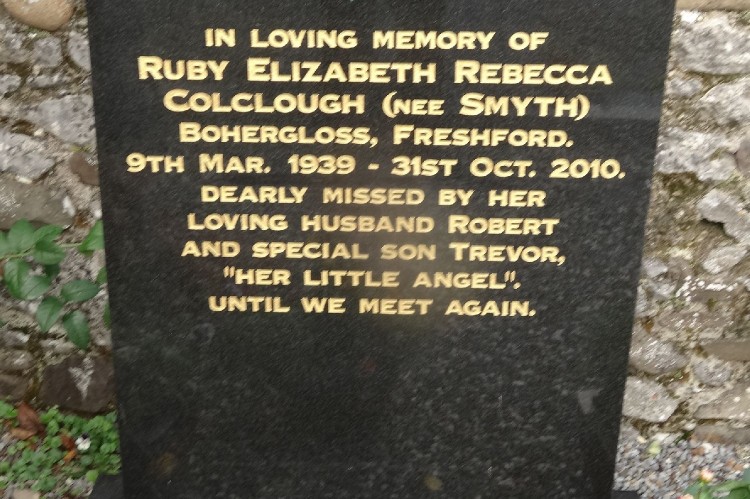 IN LOVING MEMORY OF
RUBY ELIZABETH REBECCA
COLCLOUGH (NEE SMYTH)
BOHERGLOSS, FRESHFORD.
9TH MAR. 1939 - 31ST OCT. 2010.
DEARLY MISSED BY HER
LOVING HUSBAND ROBERT
AND SPECIAL SON TREVOR,
"HER LITTLE ANGEL".
UNTIL WE MEET AGAIN.